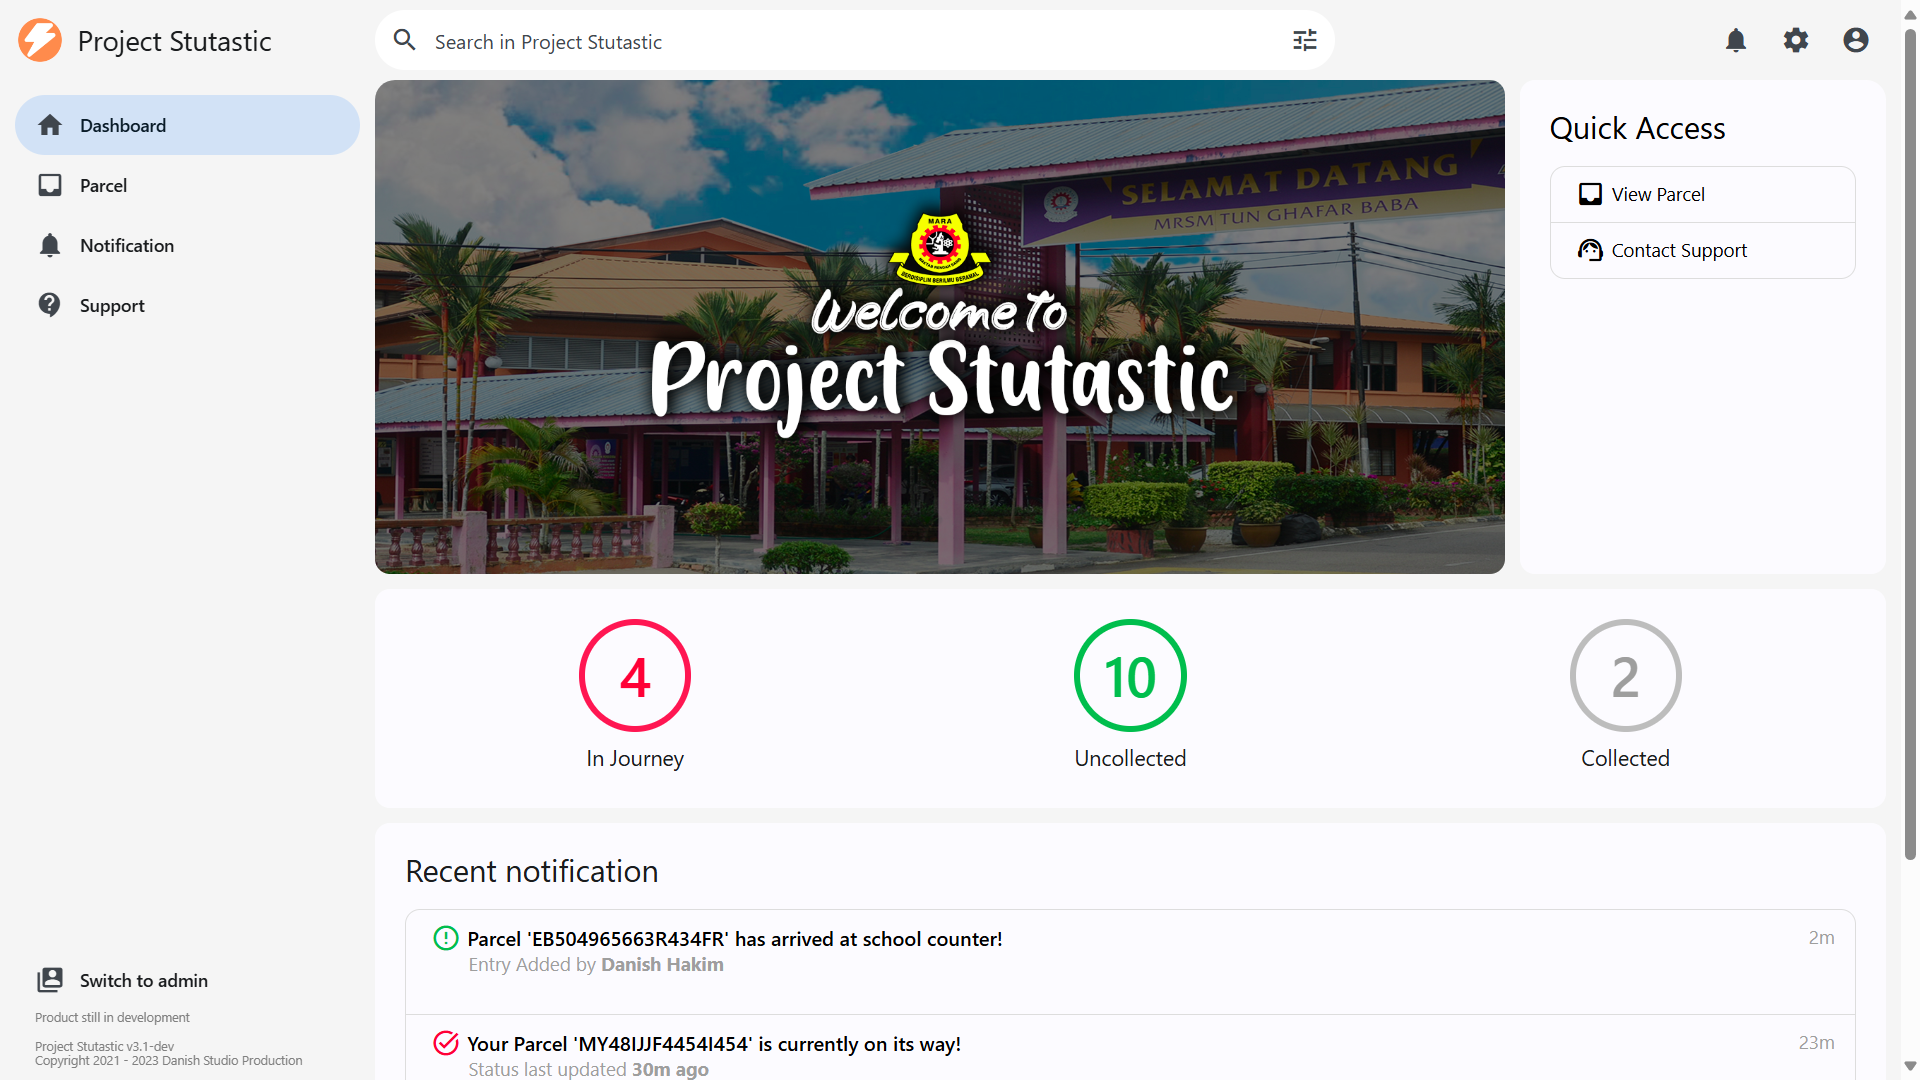 Project Stutastic
Search in Project Stutastic
Dashboard
Parcel
Notification
Support
SELAMAT DATANG
MRSM TUN GHAFAR BABA
MARA
BERDISIPLIN BERILMU BERAMAL
Welcome To
Project Stutastic
Quick Access
View Parcel
Contact Support
4
In Journey
10
Uncollected
2
Collected
Recent notification
Parcel 'EB504965663R434FR' has arrived at school counter!
2m
Entry Added by Danish Hakim
Your Parcel 'MY48IJJF4454I454' is currently on its way!
23m
Status last updated 30m ago
Switch to admin
Product still in development
Project Stutastic v3.1-dev
Copyright 2021 - 2023 Danish Studio Production